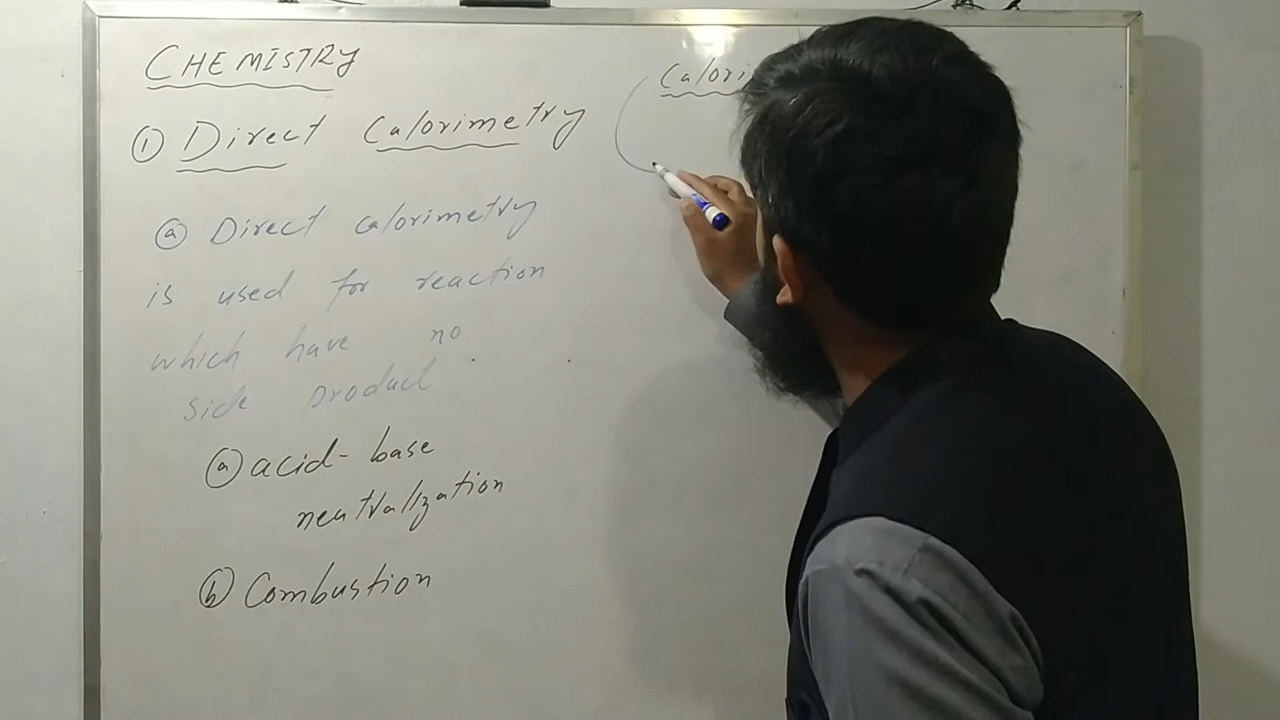 CHEMISTRY
① Direct Calorimetry
ⓐ Direct calorimetry
is used for reaction
which have no
side product
ⓐ acid-base
neutralization
ⓑ Combustion
Calori